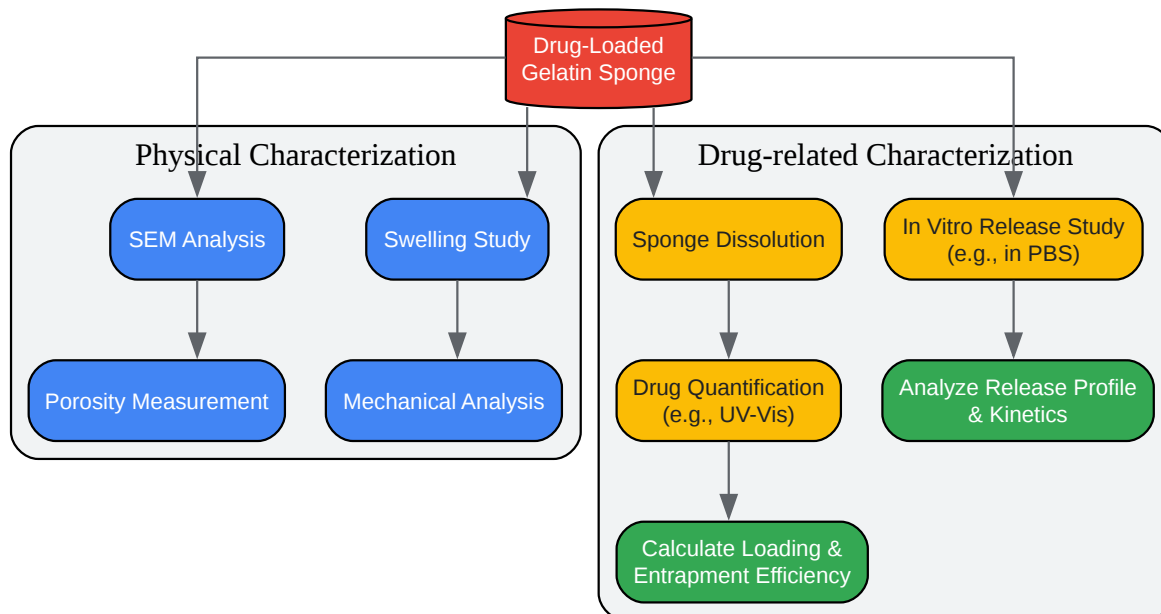 Drug-Loaded
Gelatin Sponge
Physical Characterization
SEM Analysis
Swelling Study
Porosity Measurement
Mechanical Analysis
Drug-related Characterization
Sponge Dissolution
In Vitro Release Study
(e.g., in PBS)
Drug Quantification
(e.g., UV-Vis)
Analyze Release Profile
& Kinetics
Calculate Loading &
Entrapment Efficiency